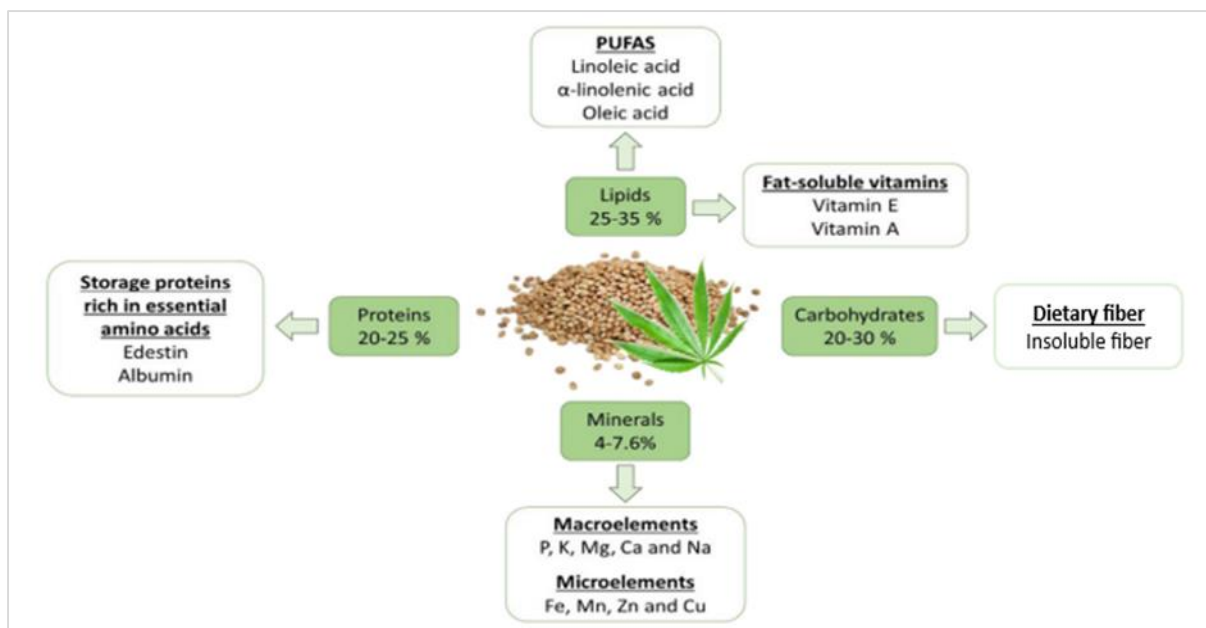 PUFAS
Linoleic acid
α-linolenic acid
Oleic acid
Lipids
25-35 %
Fat-soluble vitamins
Vitamin E
Vitamin A
Storage proteins
rich in essential
amino acids
Edestin
Albumin
Proteins
20-25 %
Carbohydrates
20-30 %
Dietary fiber
Insoluble fiber
Minerals
4-7.6%
Macroelements
P, K, Mg, Ca and Na
Microelements
Fe, Mn, Zn and Cu